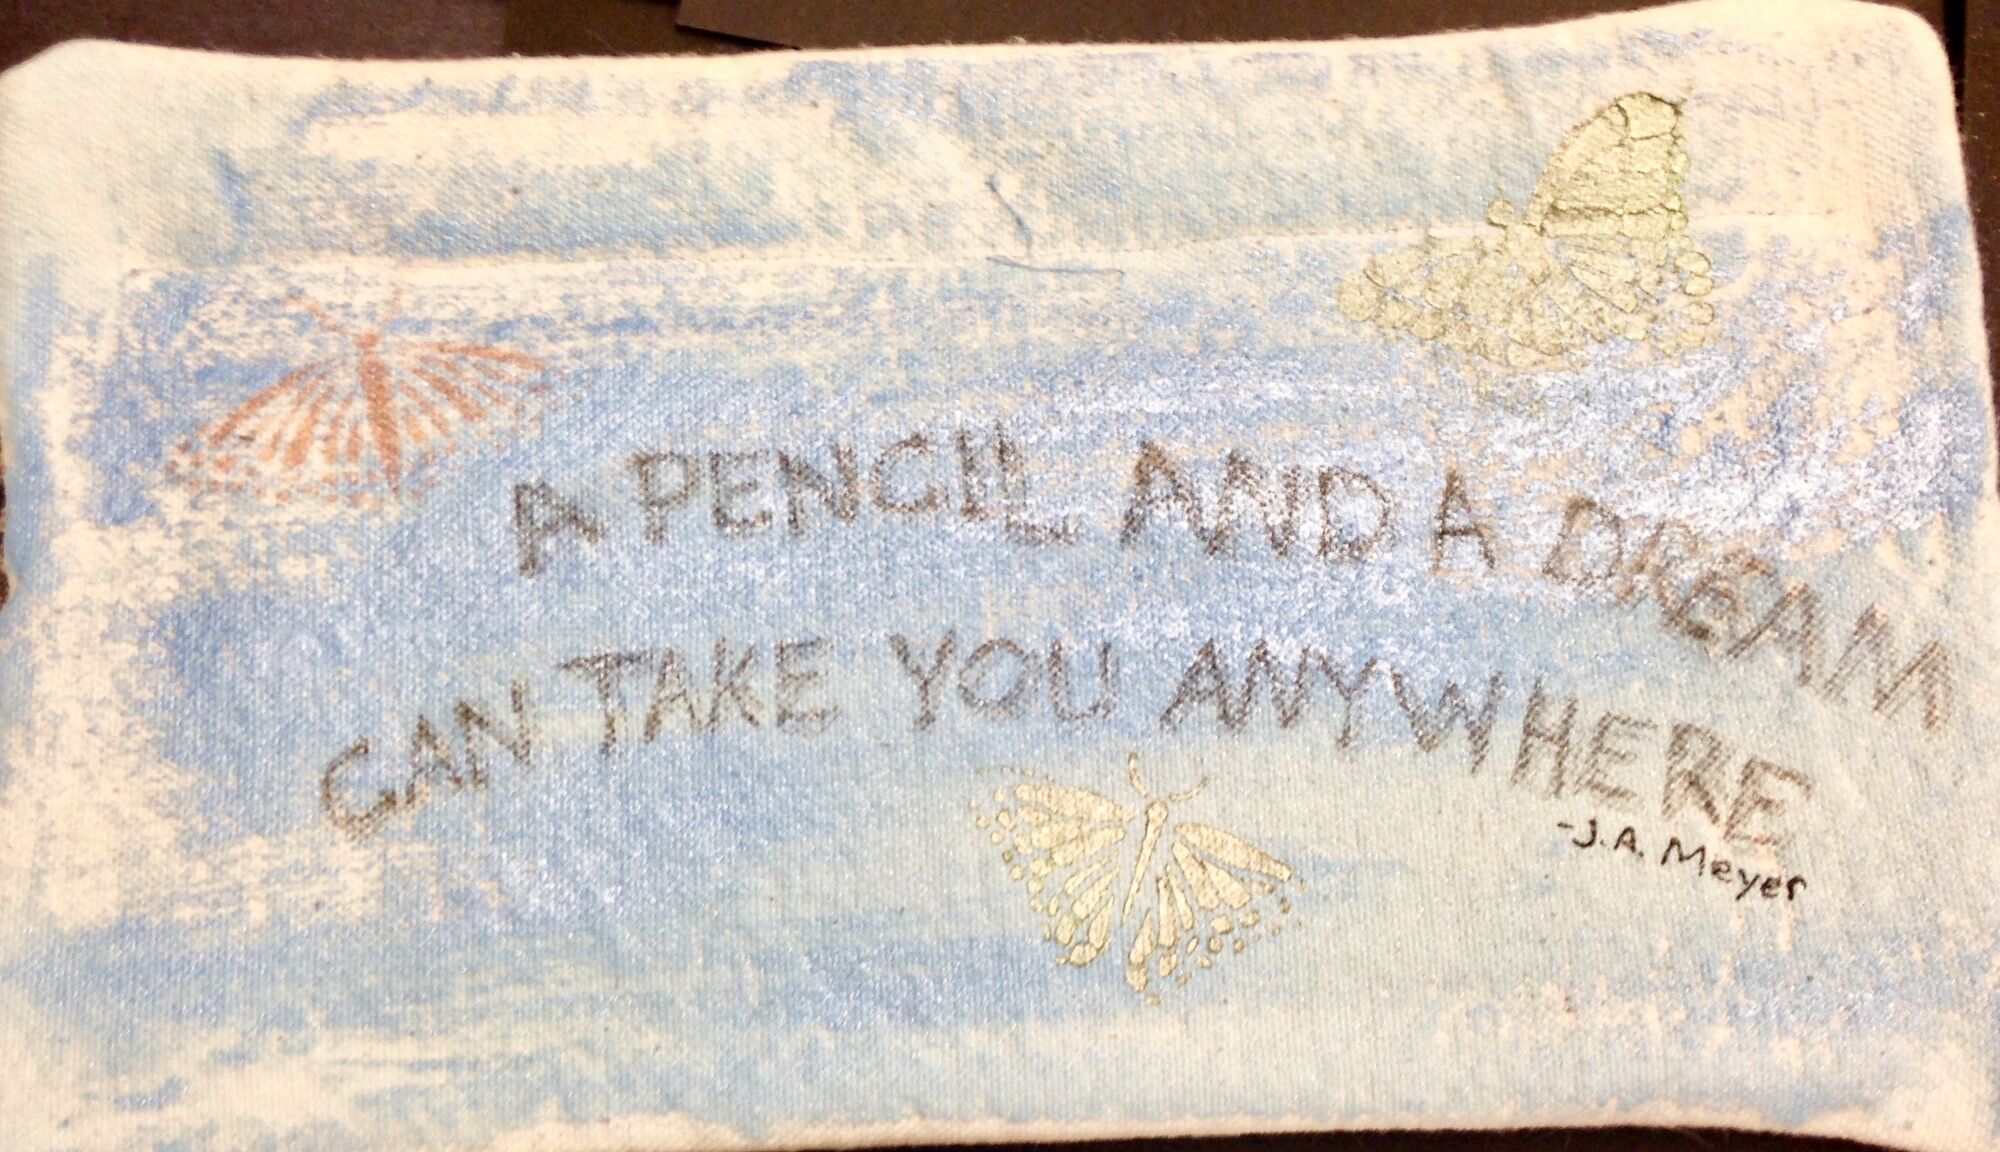 A PENCIL AND A DREAM
CAN TAKE YOU ANYWHERE
-J.A. Meyer